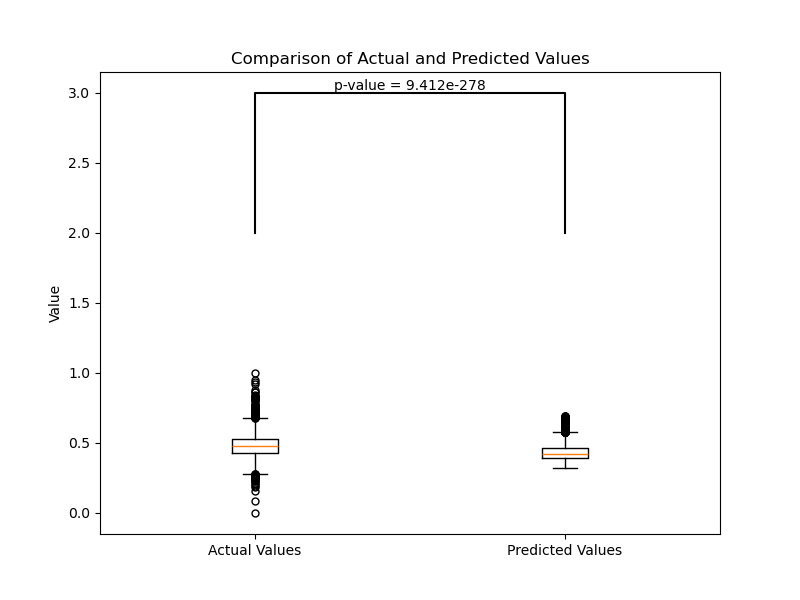 Comparison of Actual and Predicted Values
p-value = 9.412e-278
3.0
2.5
2.0
1.5
1.0
0.5
0.0
Value
Actual Values
Predicted Values